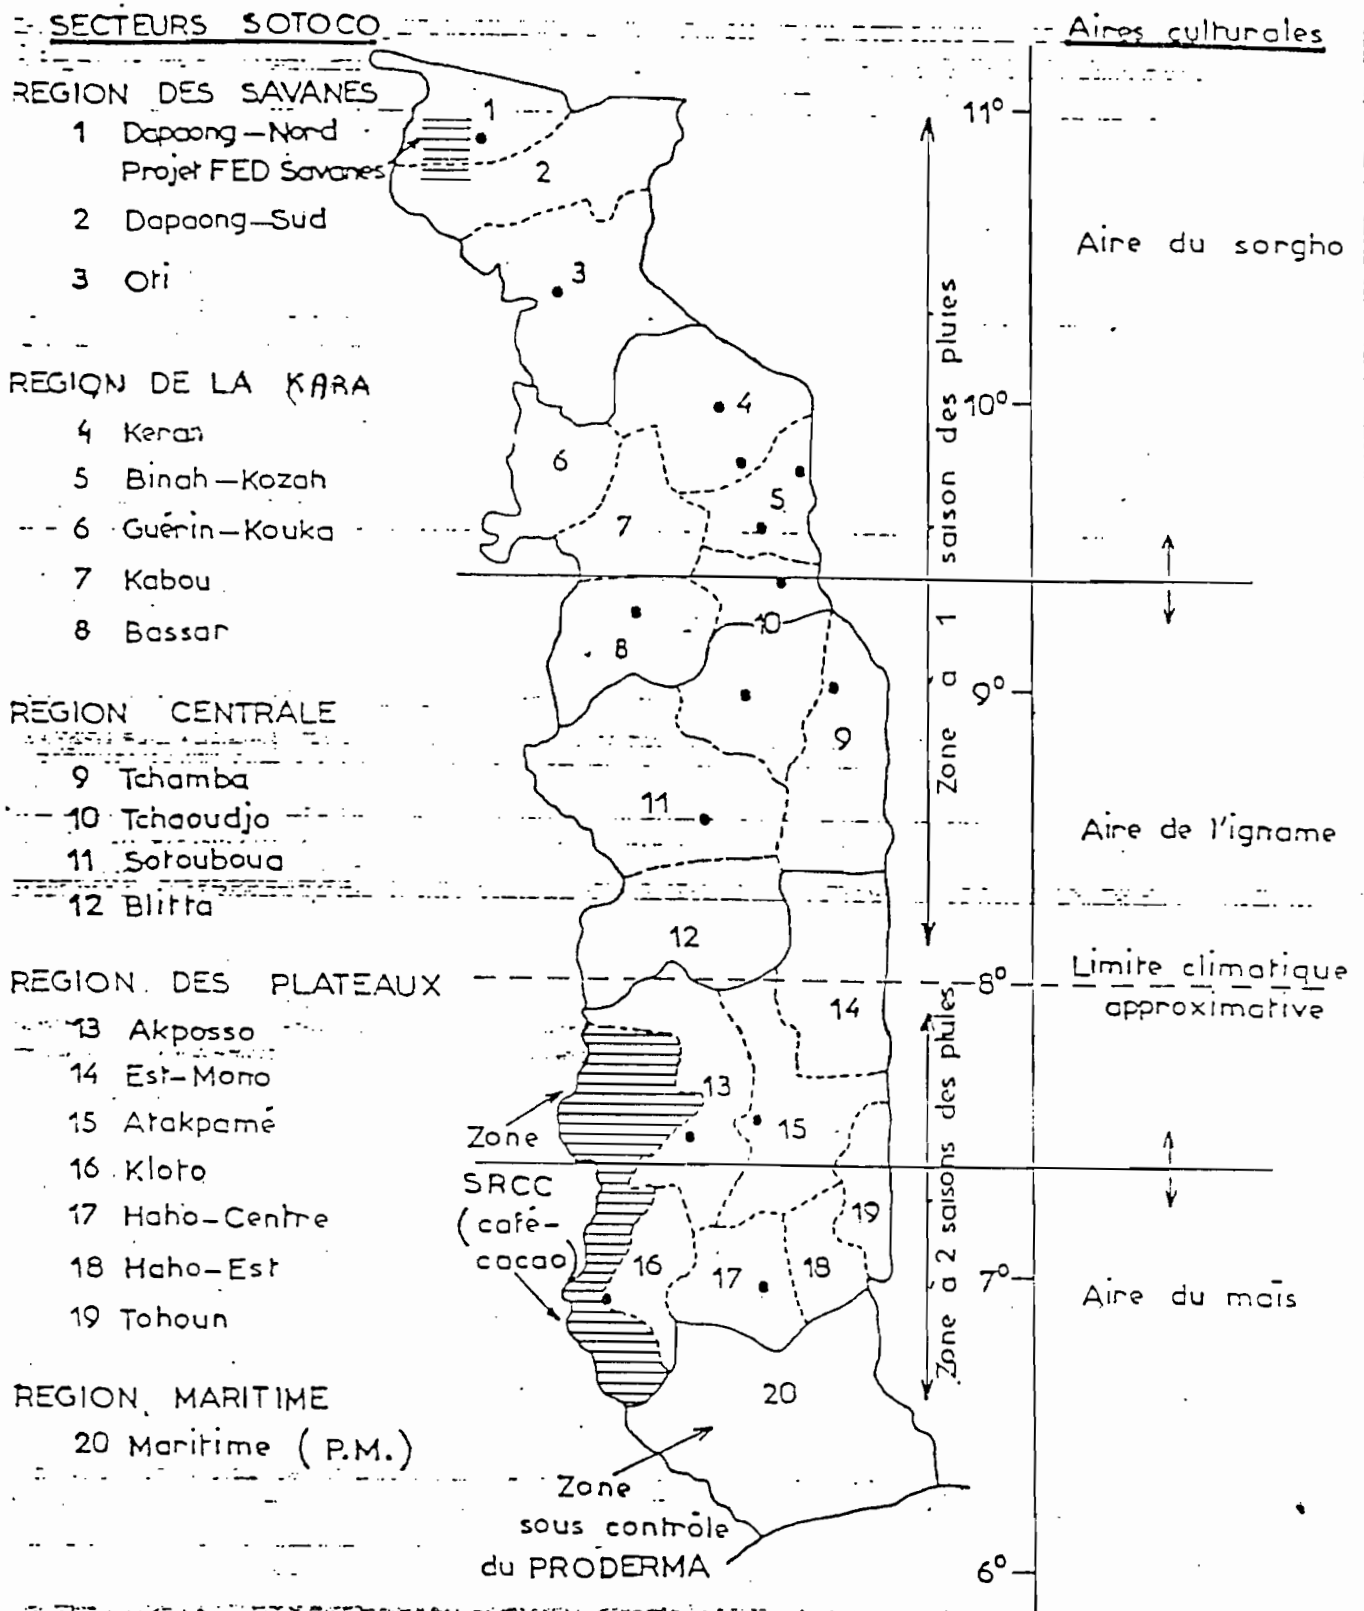 SECTEURS SOTOCO
REGION DES SAVANES
1 Dapaong-Nord
Projet FED Savanes
2 Dapaong-Sud
3 Oti
REGION DE LA KARA
4 Keran
5 Binah-Kozah
6 Guérin-Kouka
7 Kabou
8 Bassar
REGION CENTRALE
9 Tchamba
10 Tchaoudjo
11 Sotouboua
12 Blitta
REGION DES PLATEAUX
13 Akposso
14 Est-Mono
15 Atakpamé
16 Kloto
17 Haho-Centre
18 Haho-Est
19 Tohoun
REGION MARITIME
20 Maritime (P.M.)
1
2
3
4
5
6
7
8
10
9
11
12
14
13
15
19
16
17
18
20
Zone
SRCC
(café-
cacao)
Zone
sous contrôle
du PRODERMA
Zone a 1 saison des pluies
Zone à 2 saisons des pluies
11°
10°
9°
8°
7°
6°
Aires culturales
Aire du sorgho
Aire de l'igname
Limite climatique
approximative
Aire du maïs